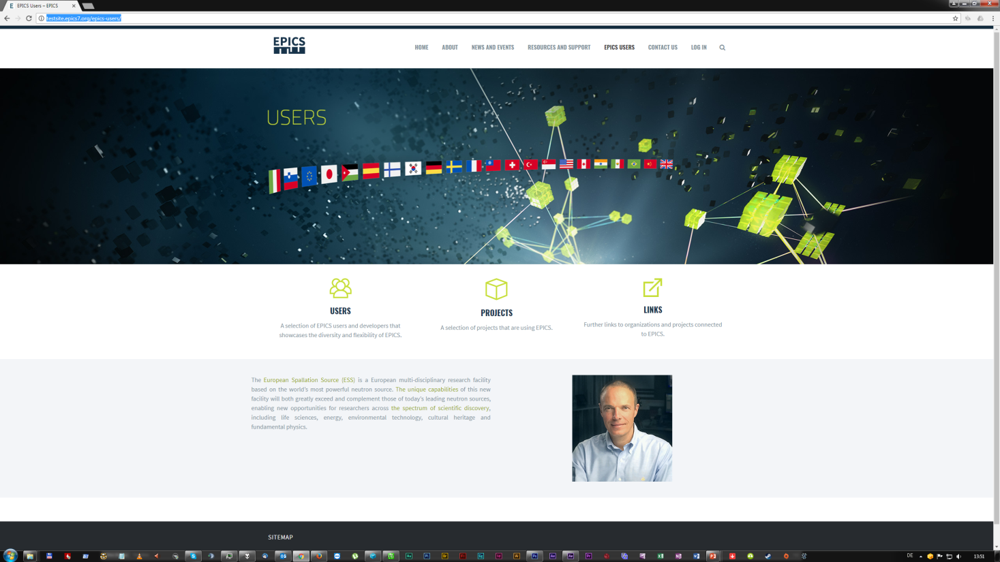 EPICS Users – EPICS
testsite.epics7.org/epics-users/
EPICS
HOME ABOUT NEWS AND EVENTS RESOURCES AND SUPPORT EPICS USERS CONTACT US LOG IN
USERS
USERS
A selection of EPICS users and developers that
showcases the diversity and flexibility of EPICS.
PROJECTS
A selection of projects that are using EPICS.
LINKS
Further links to organizations and projects connected
to EPICS.
The European Spallation Source (ESS) is a European multi-disciplinary research facility
based on the world's most powerful neutron source. The unique capabilities of this new
facility will both greatly exceed and complement those of today's leading neutron sources,
enabling new opportunities for researchers across the spectrum of scientific discovery,
including life sciences, energy, environmental technology, cultural heritage and
fundamental physics.
SITEMAP
DE 13:51